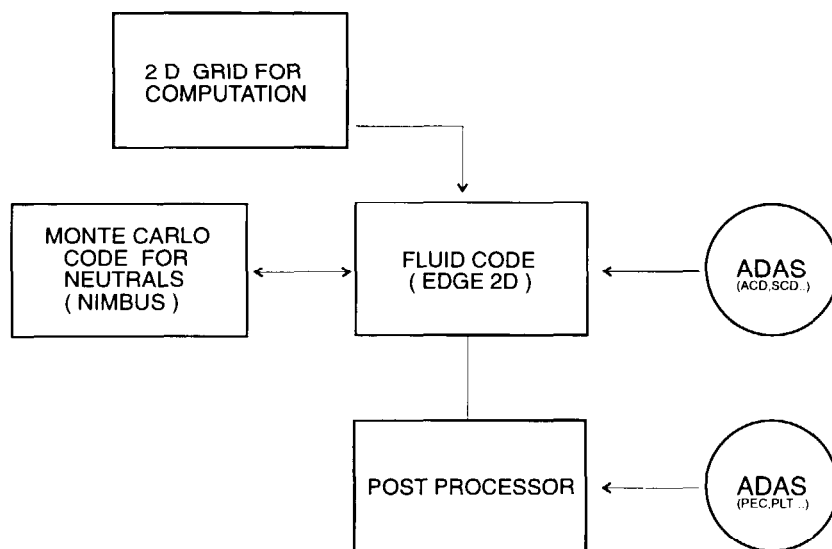 2 D GRID FOR
COMPUTATION
MONTE CARLO
CODE FOR
NEUTRALS
( NIMBUS )
FLUID CODE
( EDGE 2D )
ADAS
(ACD,SCD..)
POST PROCESSOR
ADAS
(PEC,PLT ..)